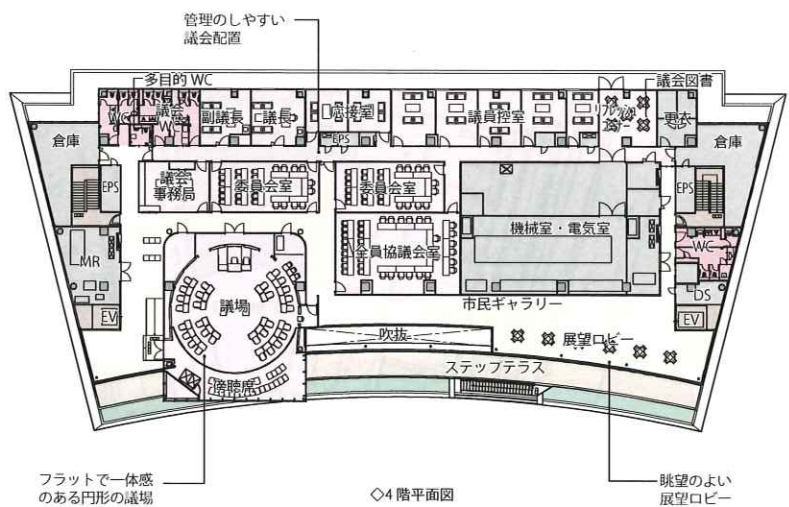 管理のしやすい
議会配置
多目的 WC
議会図書
WC
議会
WC
副議長
議長
応接室
議員控室
更衣
倉庫
倉庫
EPS
EPS
EPS
議会
事務局
委員会室
委員会室
機械室・電気室
全員協議会室
MR
WC
DS
EV
EV
議場
市民ギャラリー
吹抜
展望ロビー
ステップテラス
傍聴席
フラットで一体感
のある円形の議場
◇4 階平面図
眺望のよい
展望ロビー